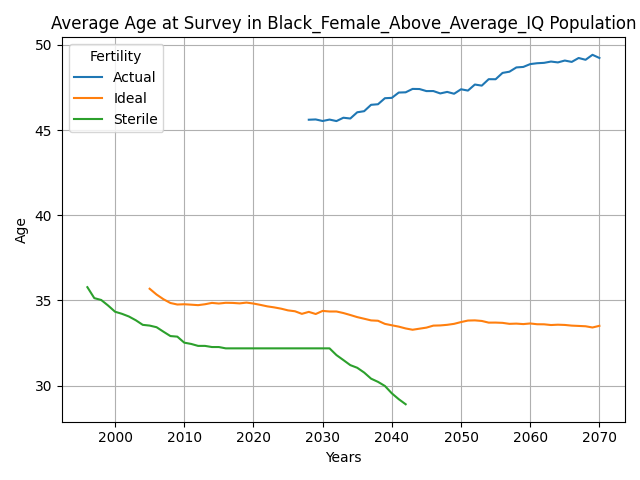 Average Age at Survey in Black_Female_Above_Average_IQ Population
Fertility
Actual
Ideal
Sterile
50
45
40
35
30
Age
2000 2010 2020 2030 2040 2050 2060 2070
Years